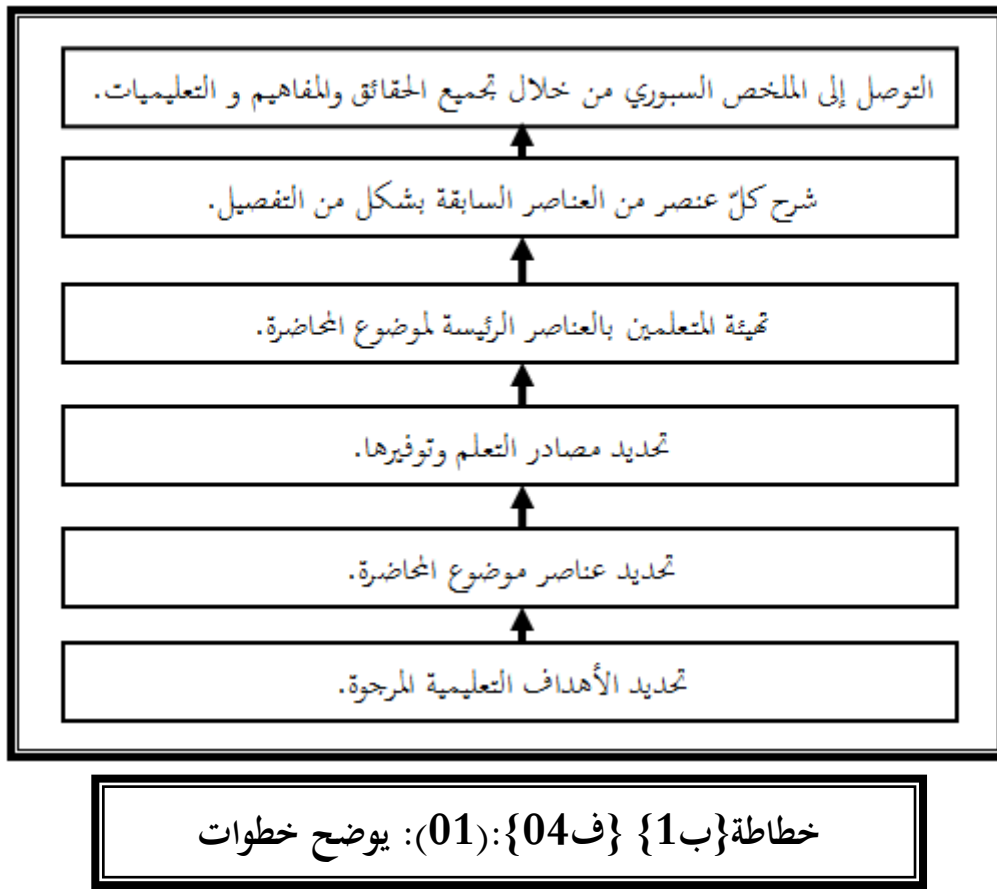 التوصل إلى الملخص السبوري من خلال تجميع الحقائق والمفاهيم و التعليميات.
شرح كلّ عنصر من العناصر السابقة بشكل من التفصيل.
تهيئة المتعلمين بالعناصر الرئيسة لموضوع المحاضرة.
تحديد مصادر التعلم وتوفيرها.
تحديد عناصر موضوع المحاضرة.
تحديد الأهداف التعليمية المرجوة.
خطاطة{ب1} {ف04}:(01): يوضح خطوات